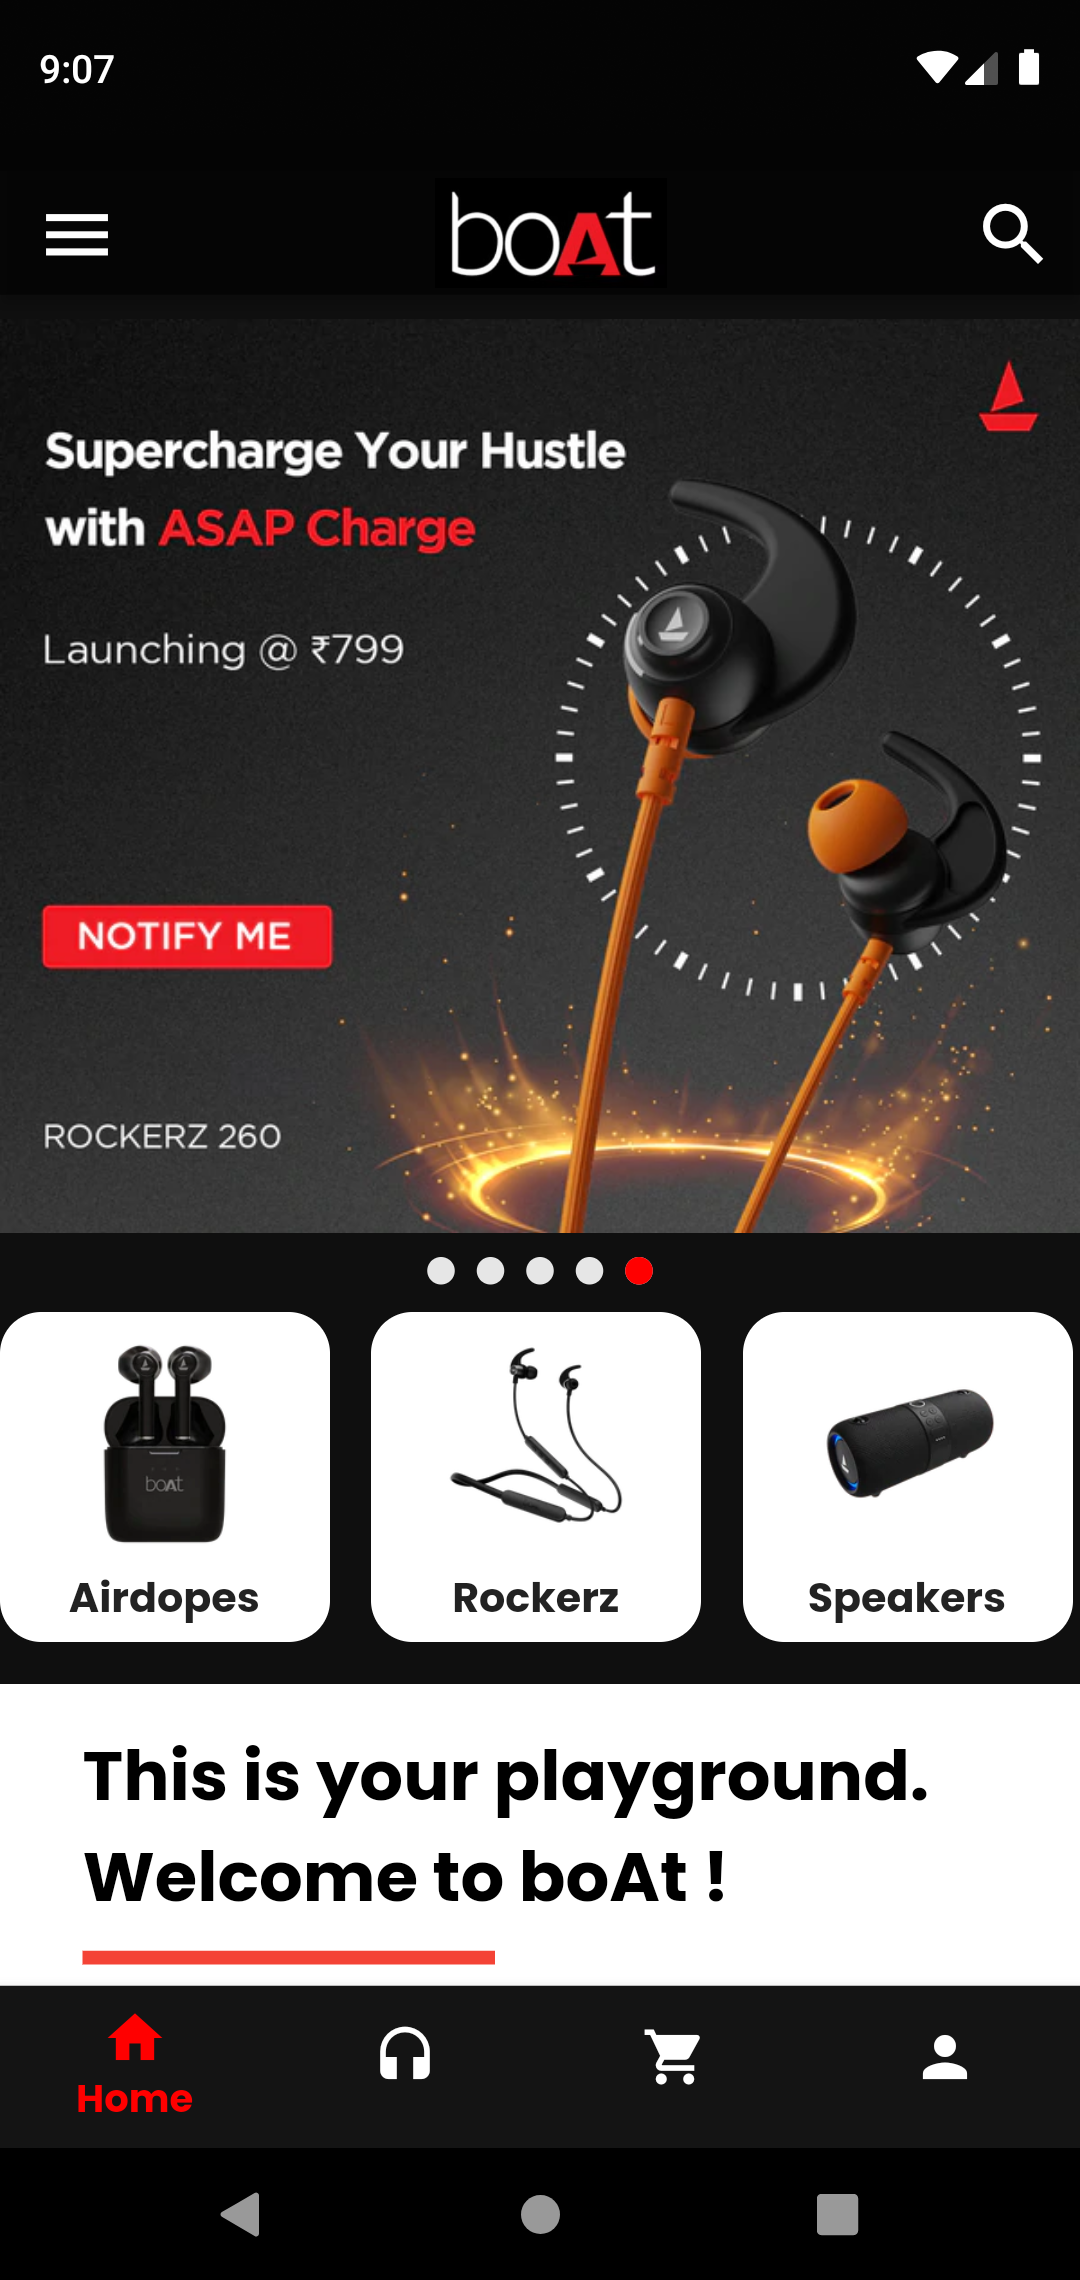 9:07
boAt
Supercharge Your Hustle
with ASAP Charge
Launching @ ₹799
NOTIFY ME
ROCKERZ 260
boAt
Airdopes
Rockerz
Speakers
This is your playground.
Welcome to boAt !
Home